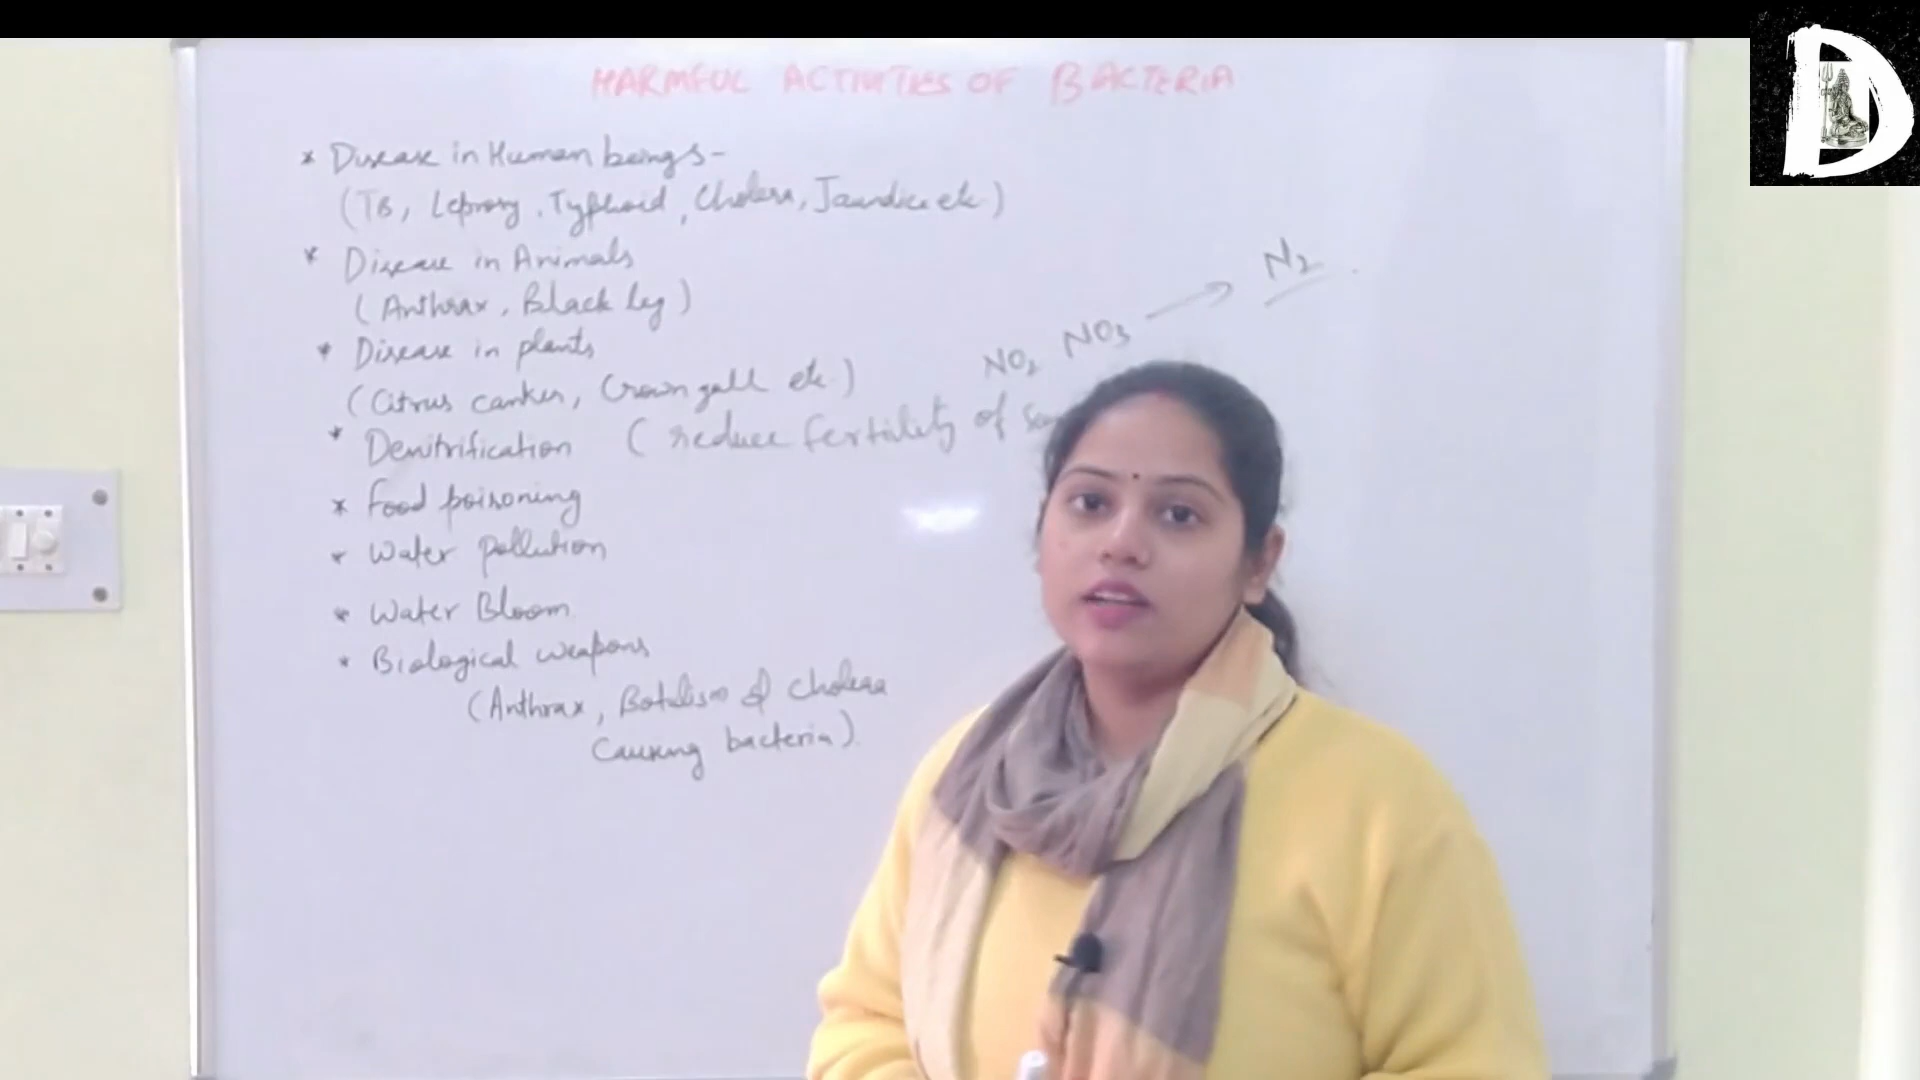 HARMFUL ACTIVITIES OF BACTERIA
* Disease in Human beings-
(TB, Leprosy, Typhoid, Cholera, Jaundice etc)
* Disease in Animals
(Anthrax, Black leg)
* Disease in plants
(Citrus canker, Crown gall etc)
NO2 NO3 → N2
* Denitrification (reduce fertility of
* Food poisoning
* Water pollution
* Water Bloom
* Biological weapons
(Anthrax, Botulism & cholera
causing bacteria).
D